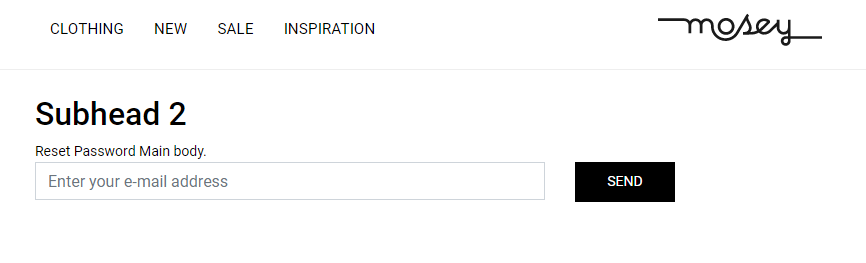 CLOTHING NEW SALE INSPIRATION mosey
Subhead 2
Reset Password Main body.
Enter your e-mail address SEND